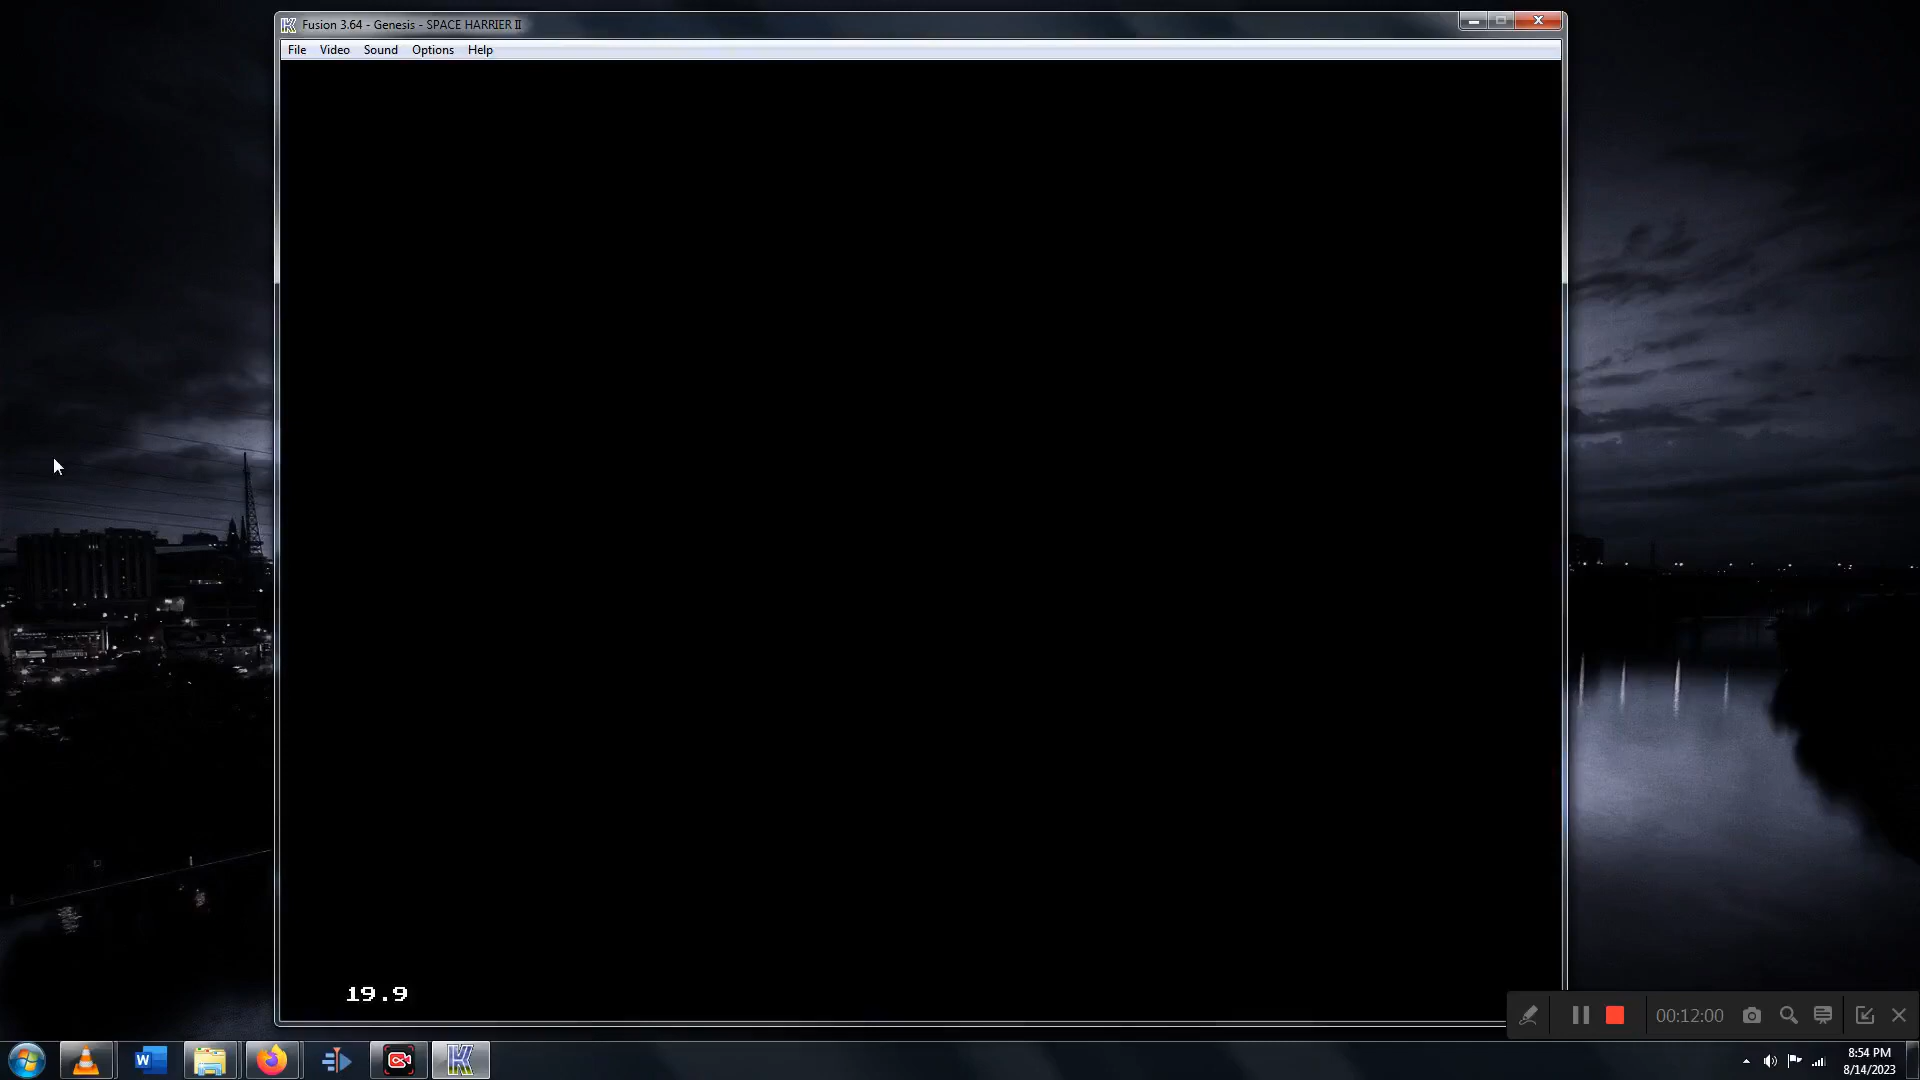 Fusion 3.64 - Genesis - SPACE HARRIER II
File Video Sound Options Help
19.9
00:12:00
8:54 PM
8/14/2023